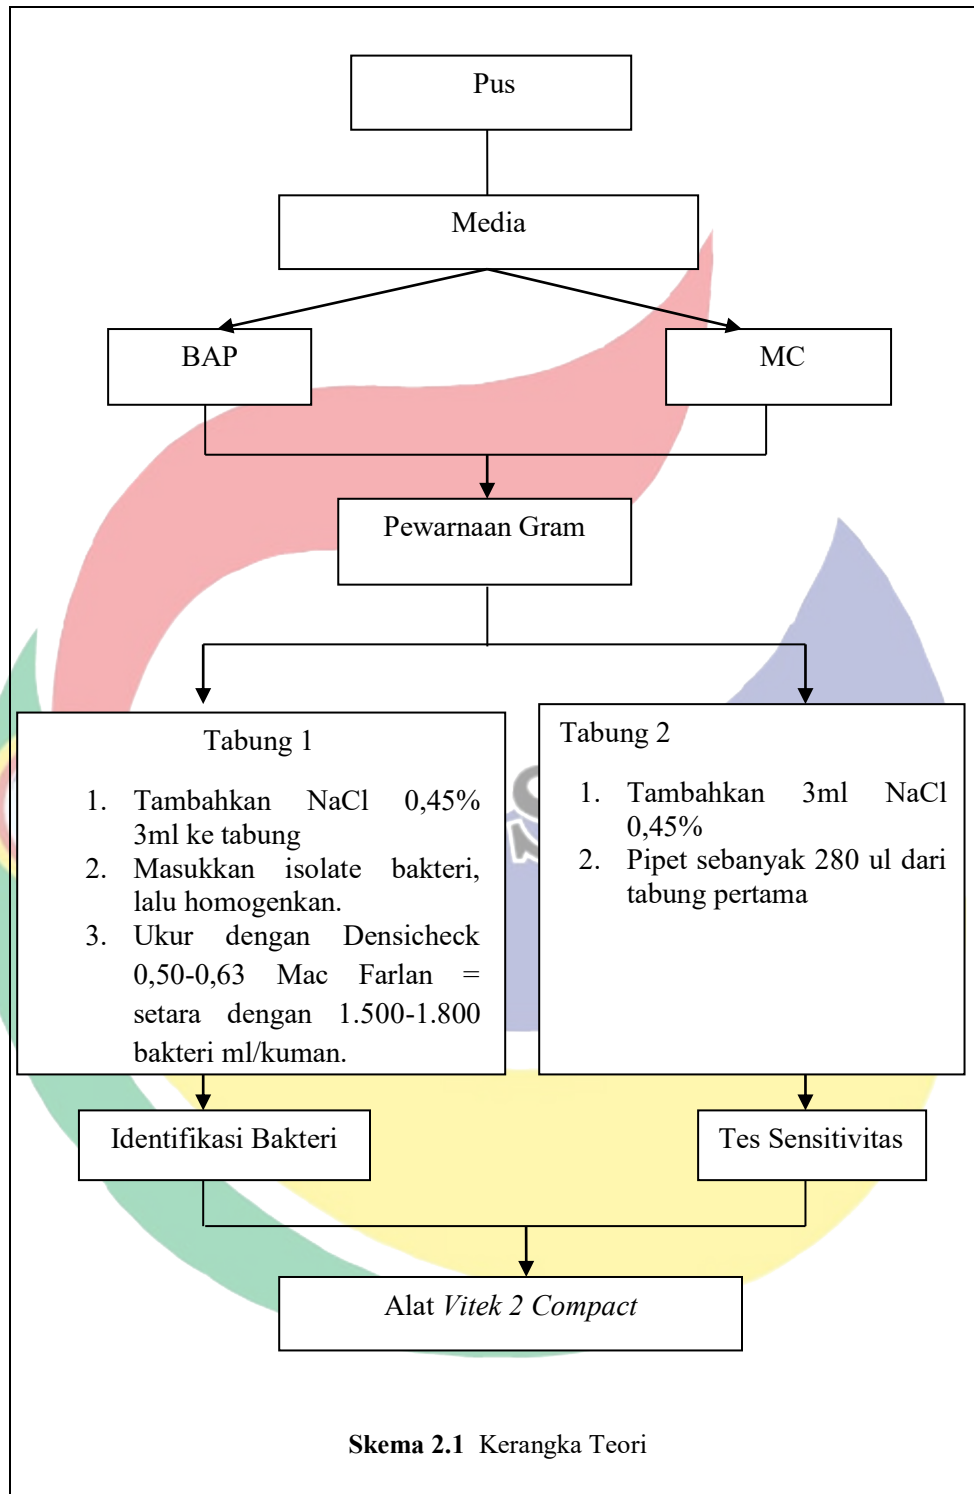 Pus
Media
BAP
MC
Pewarnaan Gram
Tabung 1
1. Tambahkan NaCl 0,45%
3ml ke tabung
2. Masukkan isolate bakteri,
lalu homogenkan.
3. Ukur dengan Densicheck
0,50-0,63 Mac Farlan =
setara dengan 1.500-1.800
bakteri ml/kuman.
Tabung 2
1. Tambahkan 3ml NaCl
0,45%
2. Pipet sebanyak 280 ul dari
tabung pertama
Identifikasi Bakteri
Tes Sensitivitas
Alat Vitek 2 Compact
Skema 2.1 Kerangka Teori